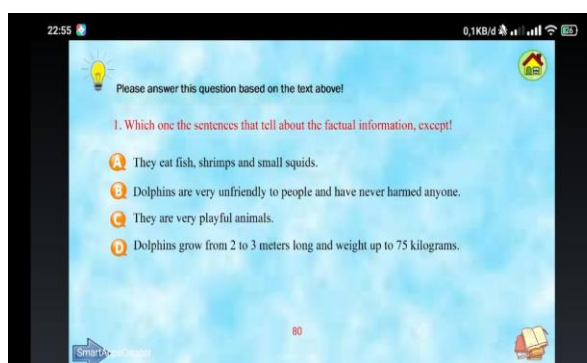 22:55
0,1KB/d
Please answer this question based on the text above!
1. Which one the sentences that tell about the factual information, except!
A They eat fish, shrimps and small squids.
B Dolphins are very unfriendly to people and have never harmed anyone.
C They are very playful animals.
D Dolphins grow from 2 to 3 meters long and weight up to 75 kilograms.
80
SmartAppsCreator